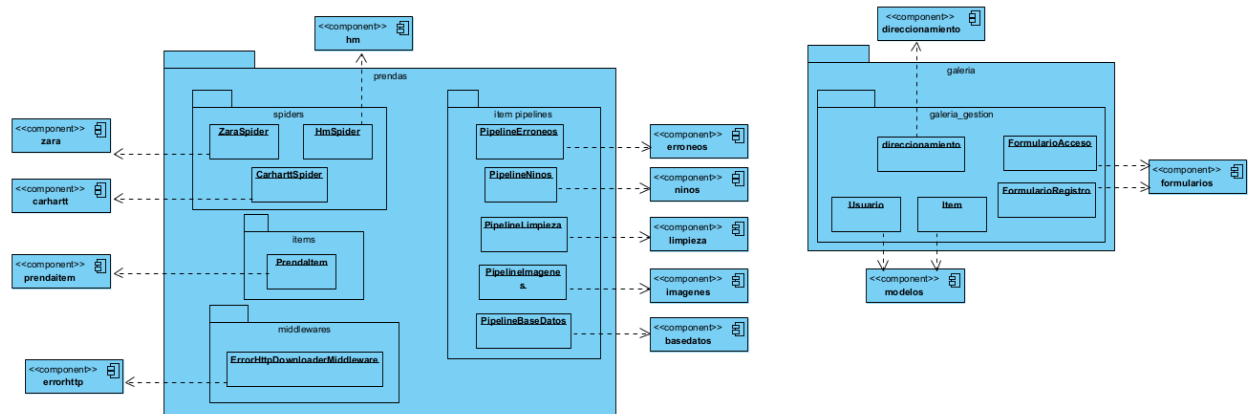 <<component>>
hm
prendas
spiders
ZaraSpider
HmSpider
CarharttSpider
<<component>>
zara
<<component>>
carhartt
items
PrendaItem
<<component>>
prendaitem
middlewares
ErrorHttpDownloaderMiddleware
<<component>>
errorhttp
item pipelines
PipelineErroneos
PipelineNinos
PipelineLimpieza
PipelineImagene
s.
PipelineBaseDatos
<<component>>
erroneos
<<component>>
ninos
<<component>>
limpieza
<<component>>
imagenes
<<component>>
basedatos
<<component>>
direccionamiento
galeria
galeria_gestion
direccionamiento
FormularioAcceso
FormularioRegistro
Usuario
Item
<<component>>
formularios
<<component>>
modelos